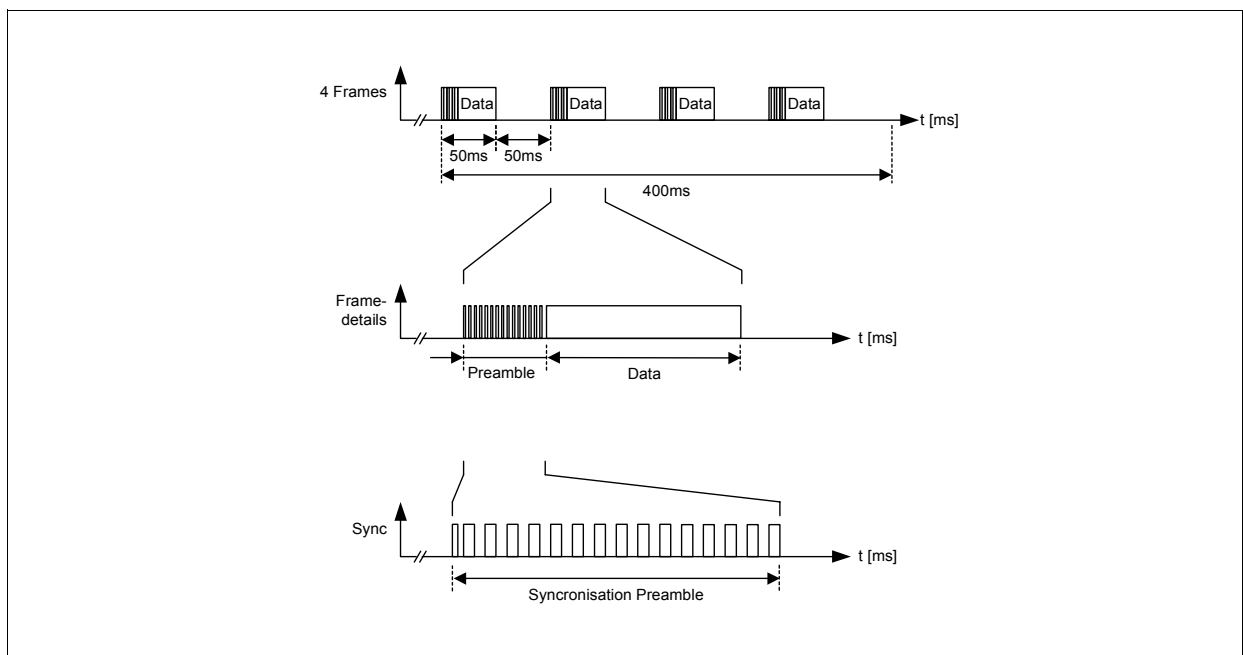 4 Frames
Data
Data
Data
Data
t [ms]
50ms
50ms
400ms
Frame-
details
t [ms]
Preamble
Data
Sync
t [ms]
Syncronisation Preamble